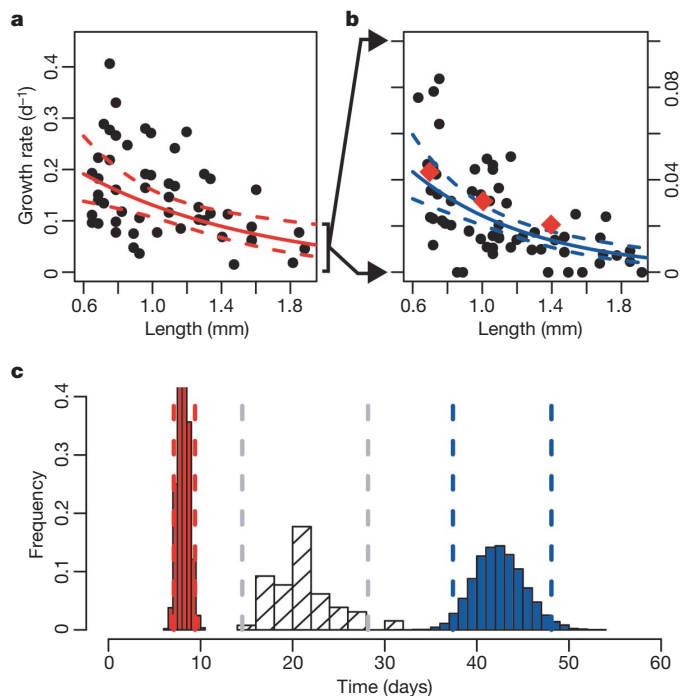 a
b
Growth rate (d⁻¹)
0.4
0.3
0.2
0.1
0
0.6 1.0 1.4 1.8
Length (mm)
0.08
0.04
0
0.6 1.0 1.4 1.8
Length (mm)
c
Frequency
0.4
0.3
0.2
0.1
0
0 10 20 30 40 50 60
Time (days)